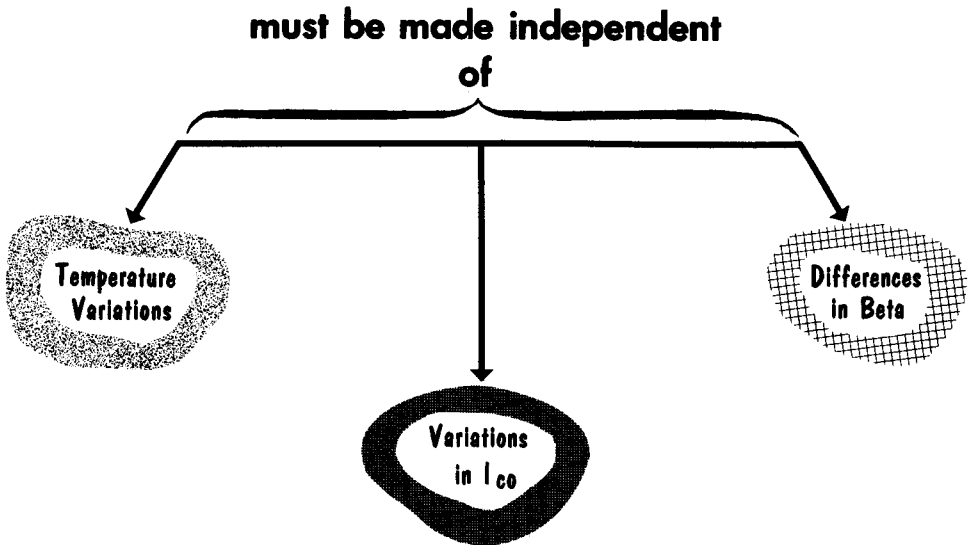 must be made independent
of
Temperature
Variations
Differences
in Beta
Variations
in Ico